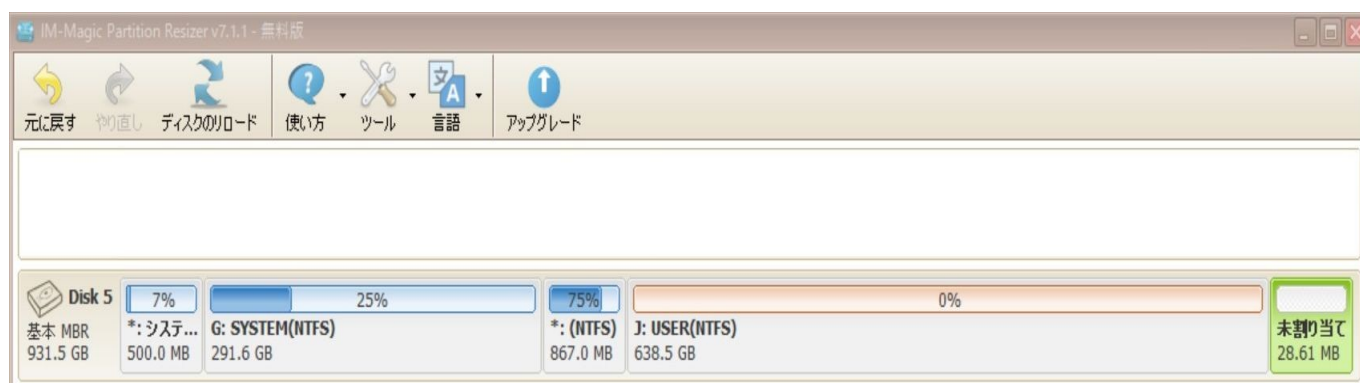 IM-Magic Partition Resizer v7.1.1 - 無料版
元に戻す やり直し ディスクのリロード 使い方 ツール 言語 アップグレード
Disk 5
基本 MBR
931.5 GB
7%
*: システ...
500.0 MB
25%
G: SYSTEM(NTFS)
291.6 GB
75%
*: (NTFS)
867.0 MB
0%
J: USER(NTFS)
638.5 GB
未割り当て
28.61 MB